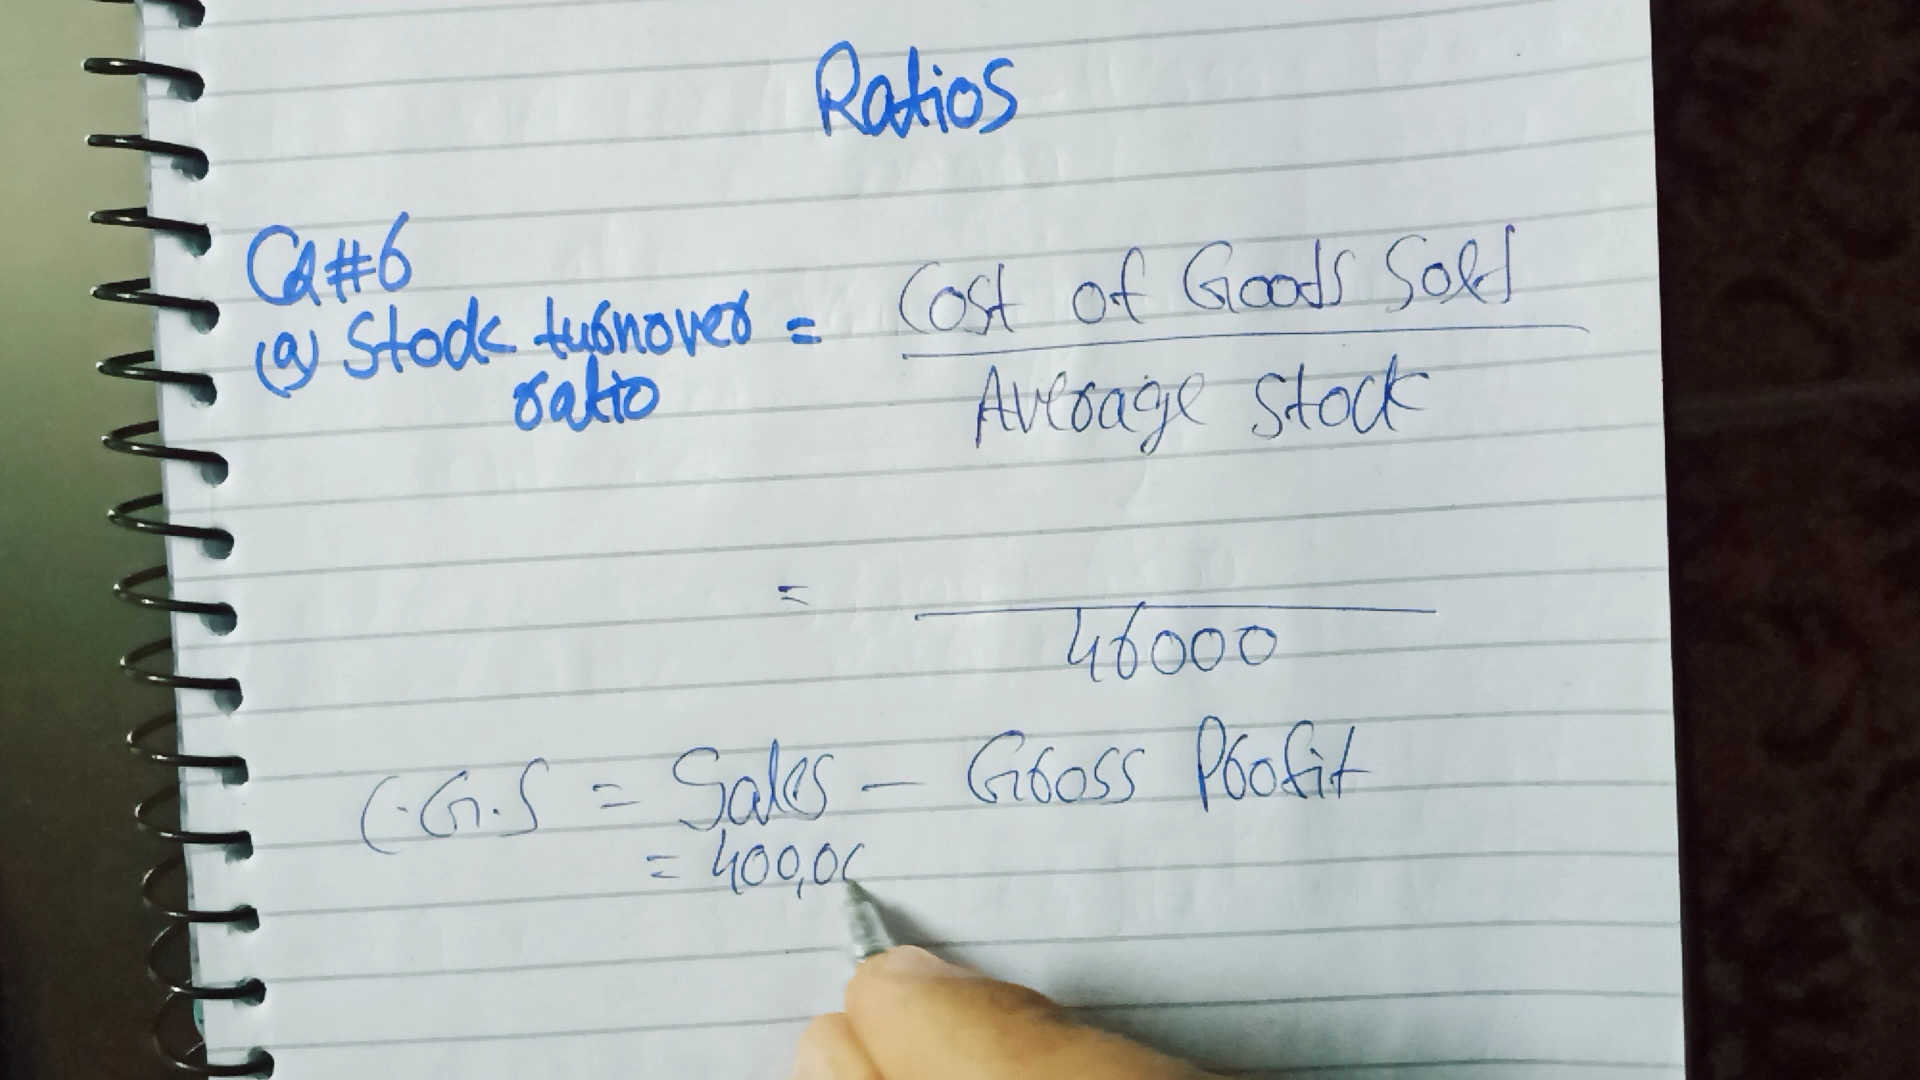 Ratios
Q#6
(a) Stock turnover = Cost of Goods Sold
ratio
Average Stock
=
46000
C.G.S = Sales - Gross Profit
= 400,00